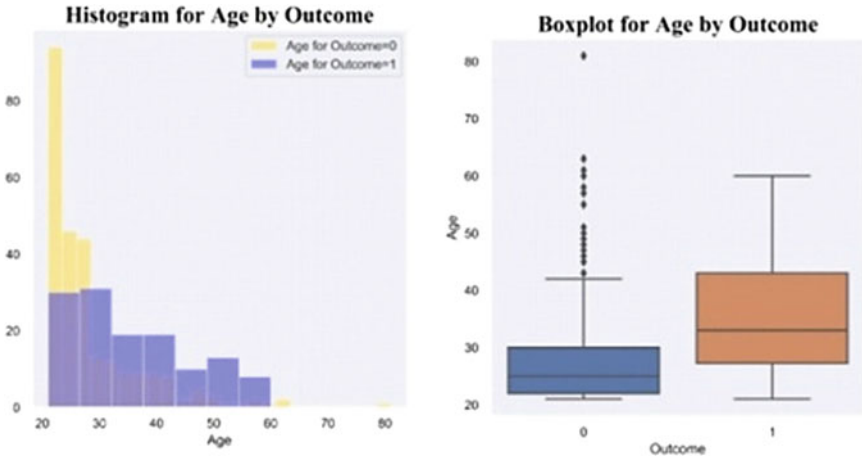 Histogram for Age by Outcome
Age for Outcome=0
Age for Outcome=1
80
60
40
20
0
20 30 40 50 60 70 80
Age
Boxplot for Age by Outcome
80
70
60
50
40
30
20
Age
0 1
Outcome